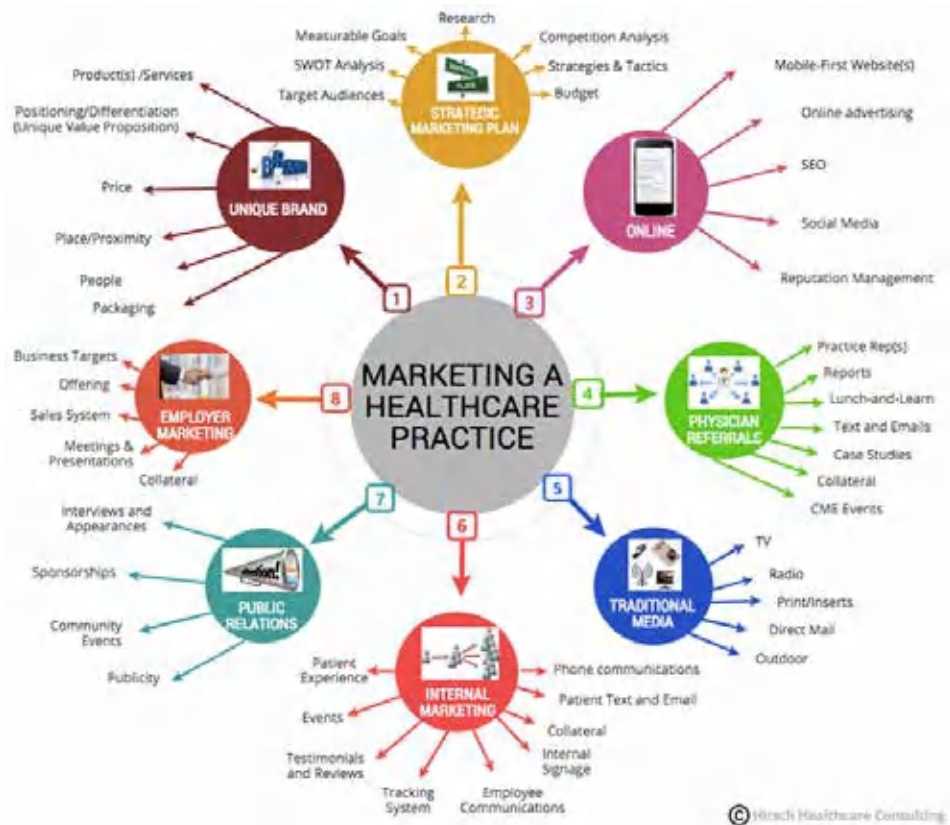 MARKETING A
HEALTHCARE
PRACTICE
1
UNIQUE BRAND
Product(s) /Services
Positioning/Differentiation
(Unique Value Proposition)
Price
Place/Proximity
People
Packaging
2
STRATEGIC
MARKETING PLAN
Target Audiences
SWOT Analysis
Measurable Goals
Research
Competition Analysis
Strategies & Tactics
Budget
3
ONLINE
Mobile-First Website(s)
Online advertising
SEO
Social Media
Reputation Management
4
PHYSICIAN
REFERRALS
Practice Rep(s)
Reports
Lunch-and-Learn
Text and Emails
Case Studies
Collateral
CME Events
5
TRADITIONAL
MEDIA
TV
Radio
Print/Inserts
Direct Mail
Outdoor
6
INTERNAL
MARKETING
Phone communications
Patient Text and Email
Collateral
Internal
Signage
Employee
Communications
Tracking
System
Testimonials
and Reviews
Events
Patient
Experience
7
PUBLIC
RELATIONS
Interviews and
Appearances
Sponsorships
Community
Events
Publicity
8
EMPLOYER
MARKETING
Business Targets
Offering
Sales System
Meetings &
Presentations
Collateral
© Hirsch Healthcare Consulting